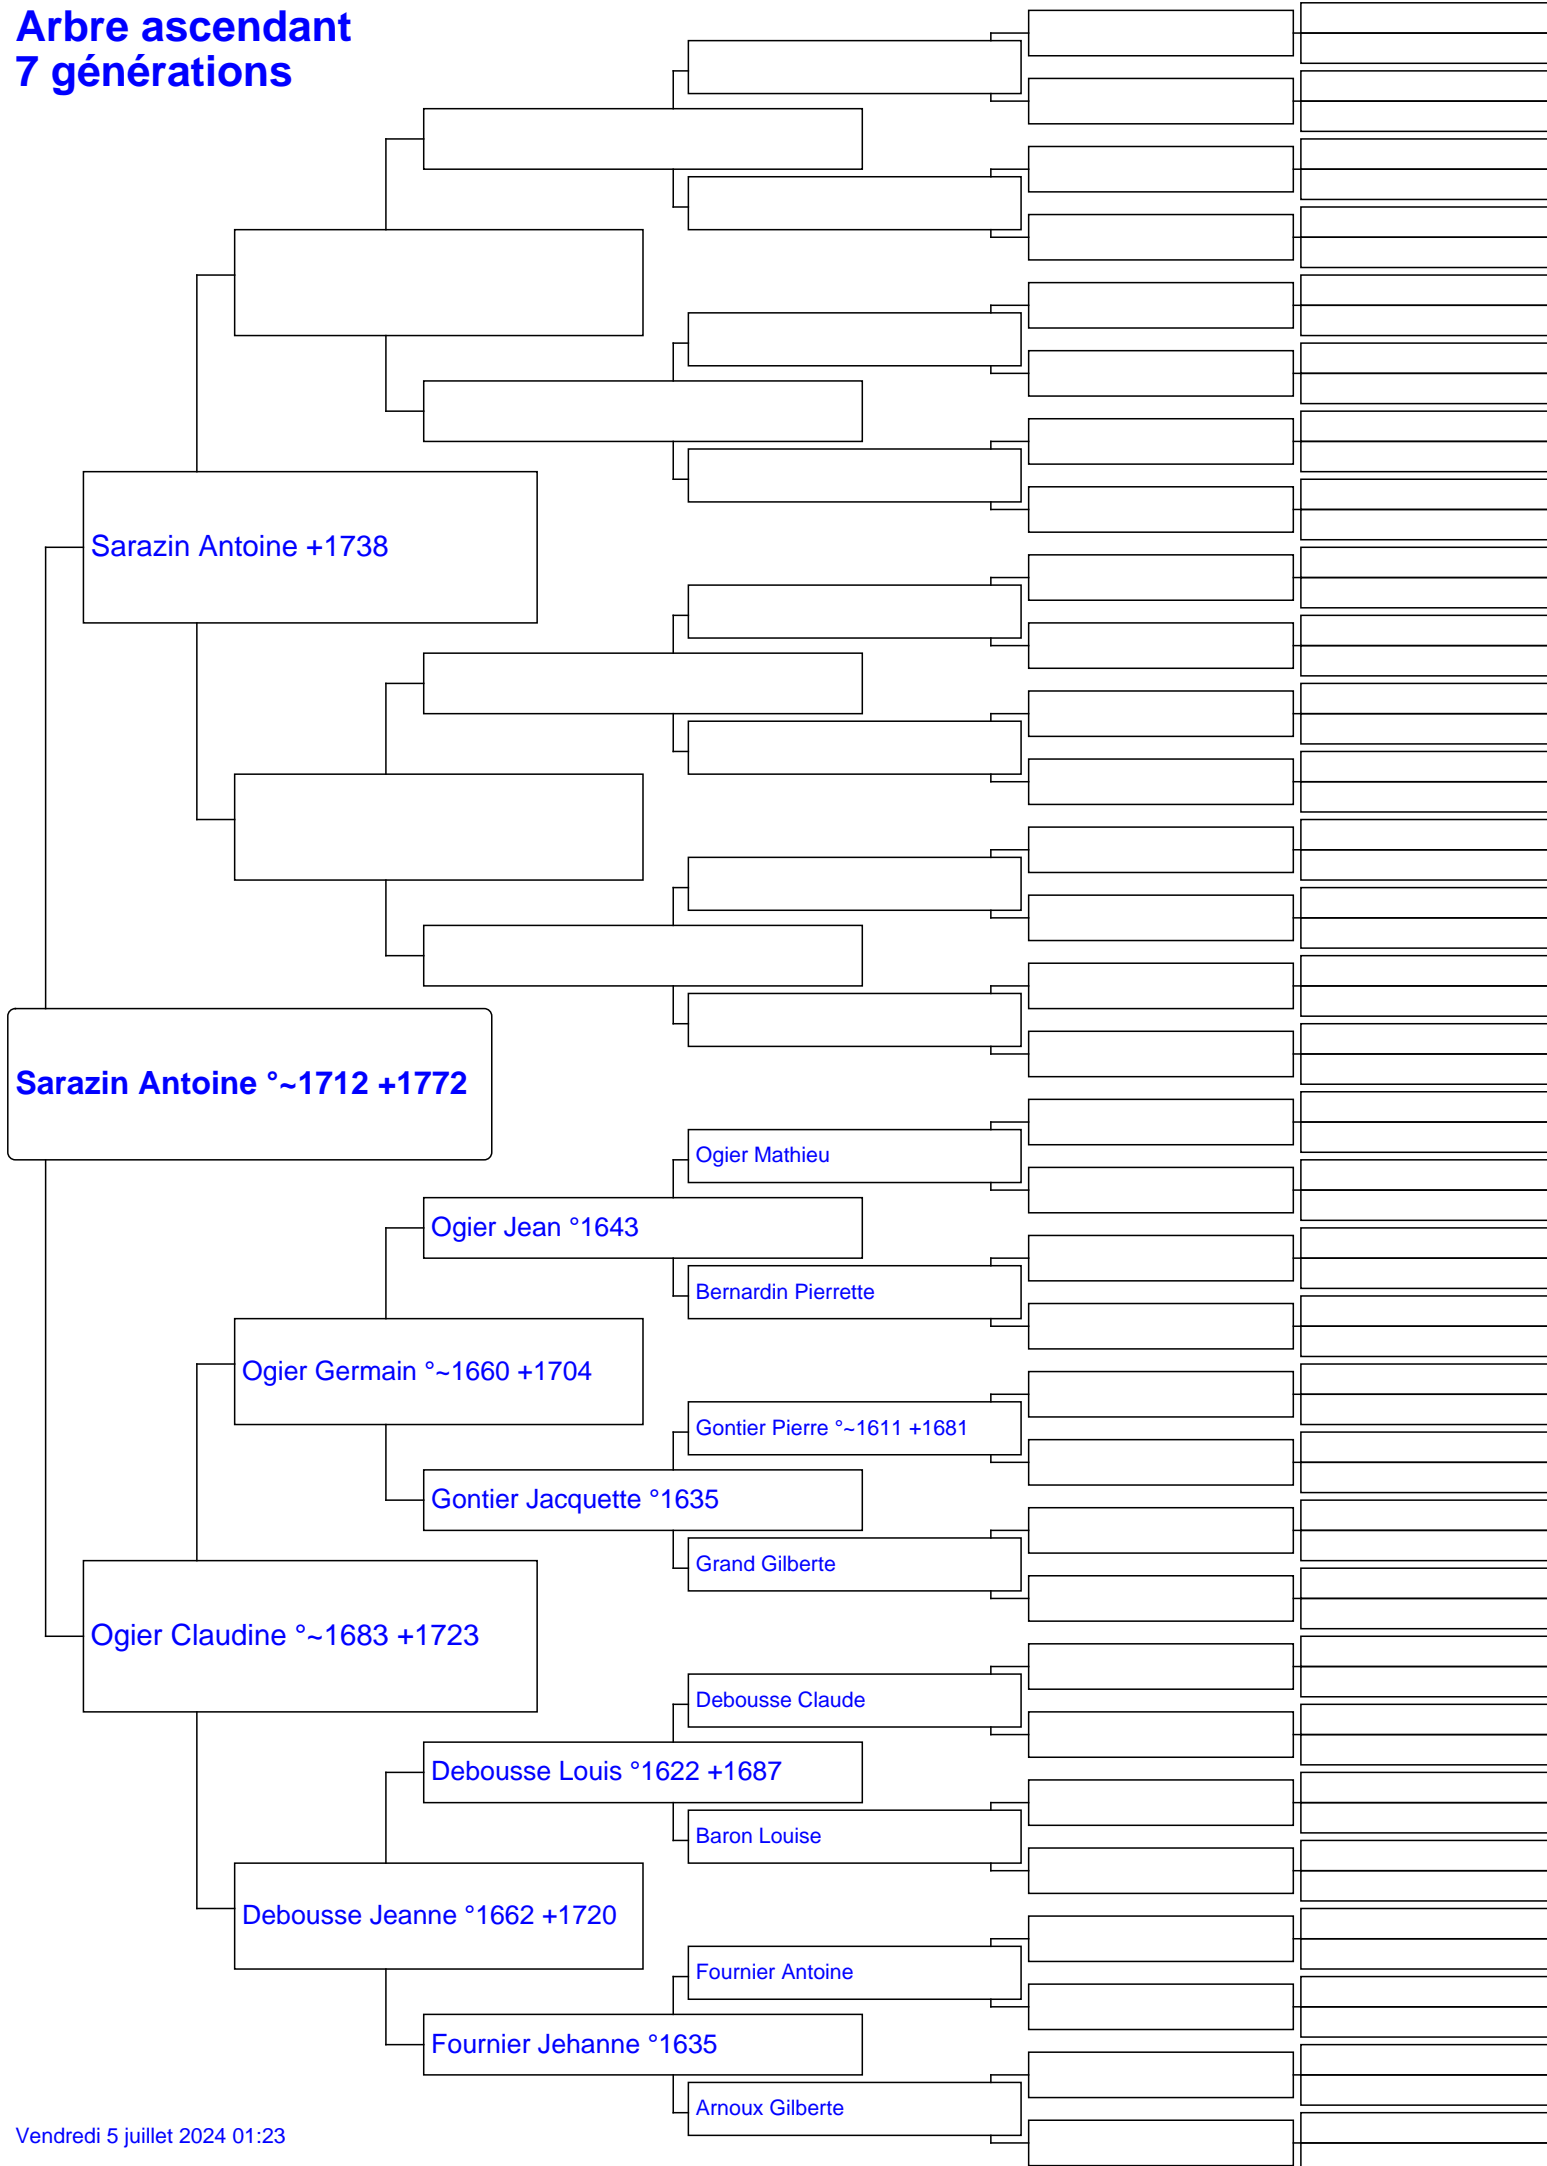 Arbre ascendant
7 générations
Sarazin Antoine +1738
Sarazin Antoine °~1712 +1772
Ogier Mathieu
Ogier Jean °1643
Bernardin Pierrette
Ogier Germain °~1660 +1704
Gontier Pierre °~1611 +1681
Gontier Jacquette °1635
Grand Gilberte
Ogier Claudine °~1683 +1723
Debousse Claude
Debousse Louis °1622 +1687
Baron Louise
Debousse Jeanne °1662 +1720
Fournier Antoine
Fournier Jehanne °1635
Arnoux Gilberte
Vendredi 5 juillet 2024 01:23